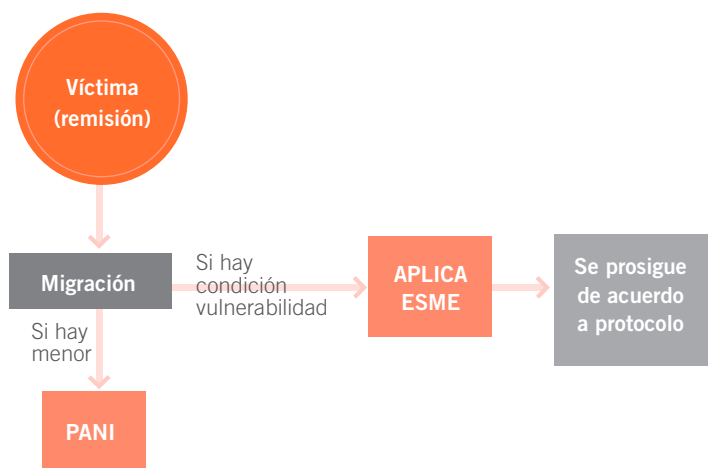 Víctima
(remisión)
Migración
Si hay
condición
vulnerabilidad
APLICA
ESME
Se prosigue
de acuerdo
a protocolo
Si hay
menor
PANI